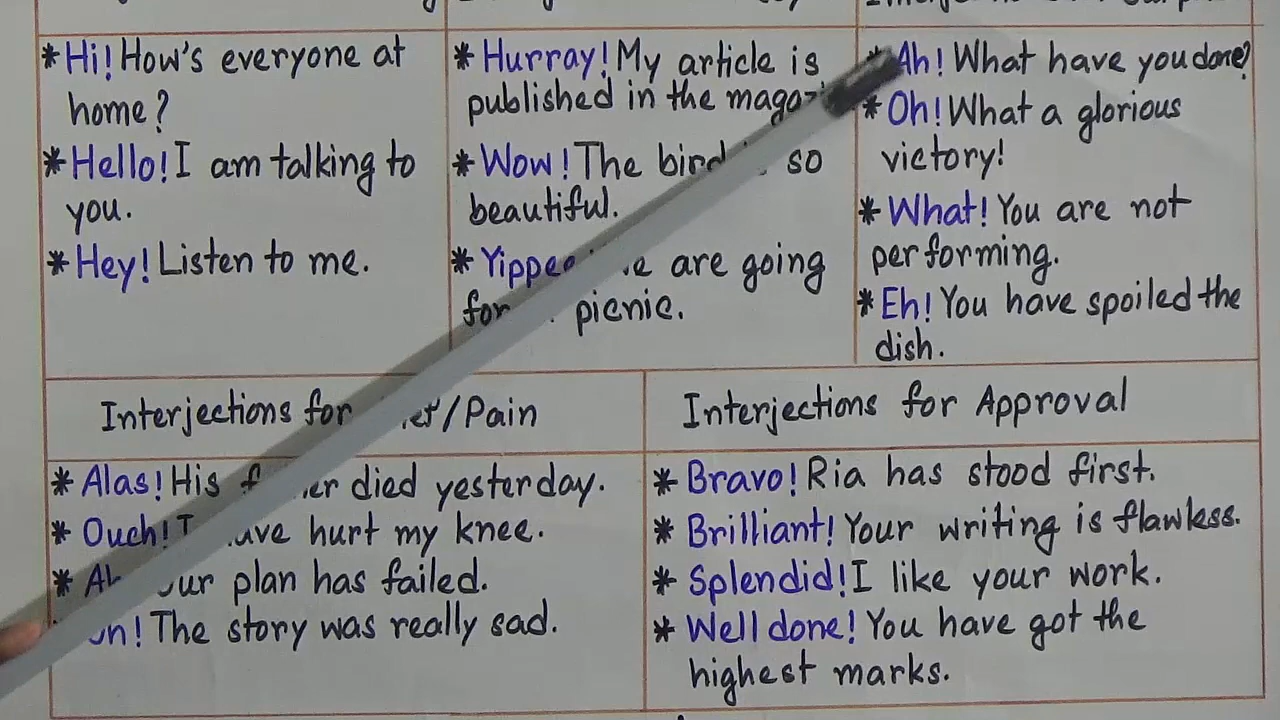 * Hi! How's everyone at
home?
* Hello! I am talking to
you.
* Hey! Listen to me.
* Hurray! My article is
published in the
* Wow! The bird so
beautiful.
* are going
for picnic.
* Ah! What have you done?
* Oh! What a glorious
victory!
* What! You are not
performing.
* Eh! You have spoiled the
dish.
Interjections for /Pain
* Alas! His died yesterday.
* Ouch! hurt my knee.
* plan has failed.
The story was really sad.
Interjections for Approval
* Bravo! Ria has stood first.
* Brilliant! Your writing is flawless.
* Splendid! I like your work.
* Well done! You have got the
highest marks.